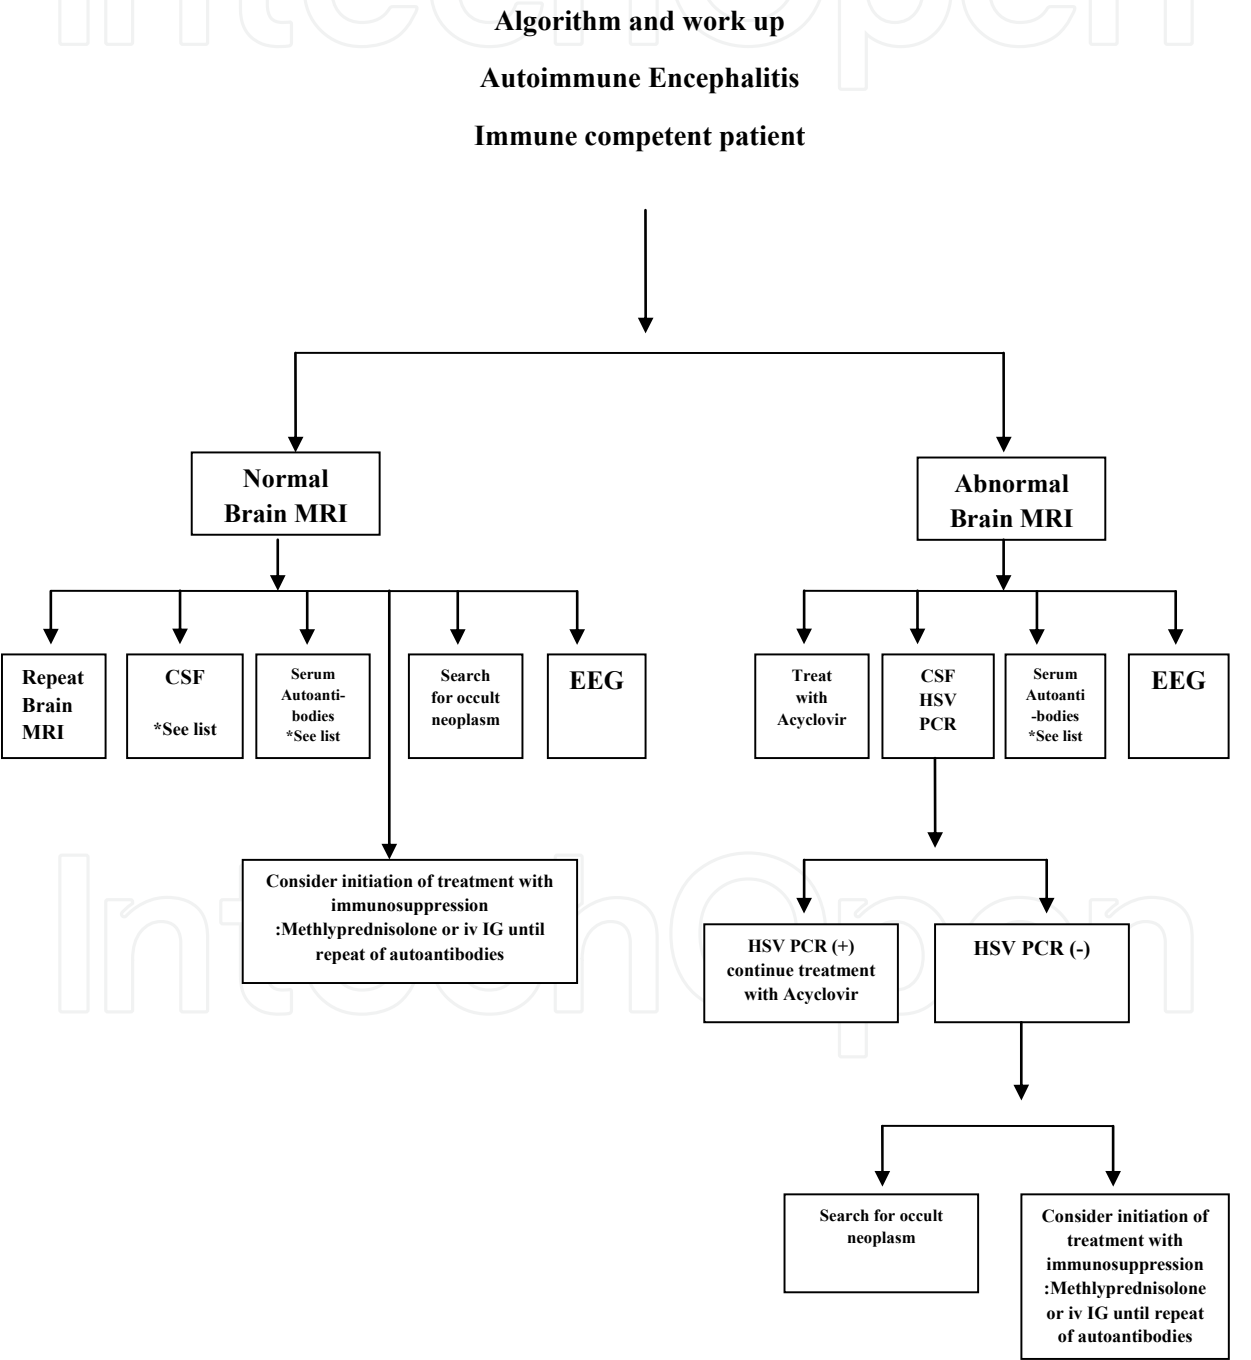 Algorithm and work up
Autoimmune Encephalitis
Immune competent patient
Normal
Brain MRI
Abnormal
Brain MRI
Repeat
Brain
MRI
CSF
*See list
Serum
Autoanti-
bodies
*See list
Search
for occult
neoplasm
EEG
Treat
with
Acyclovir
CSF
HSV
PCR
Serum
Autoanti
-bodies
*See list
EEG
Consider initiation of treatment with
immunosuppression
:Methlyprednisolone or iv IG until
repeat of autoantibodies
HSV PCR (+)
continue treatment
with Acyclovir
HSV PCR (-)
Search for occult
neoplasm
Consider initiation of
treatment with
immunosuppression
:Methlyprednisolone
or iv IG until repeat
of autoantibodies
IntechOpen
IntechOpen